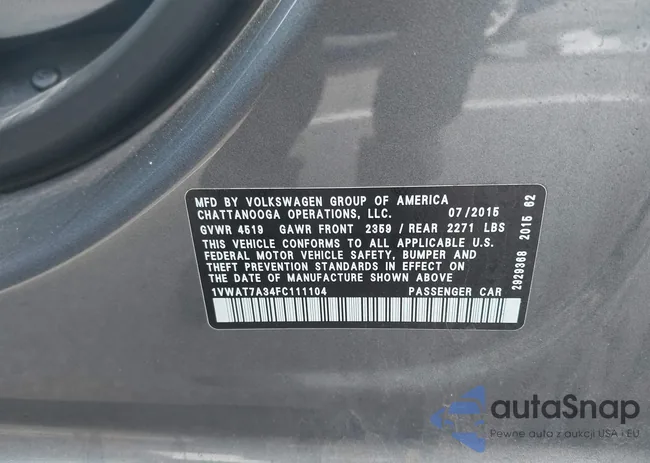 MFD BY VOLKSWAGEN GROUP OF AMERICA
CHATTANOOGA OPERATIONS, LLC. 07/2015
GVWR 4519 GAWR FRONT 2359 / REAR 2271 LBS
THIS VEHICLE CONFORMS TO ALL APPLICABLE U.S.
FEDERAL MOTOR VEHICLE SAFETY, BUMPER AND
THEFT PREVENTION STANDARDS IN EFFECT ON
THE DATE OF MANUFACTURE SHOWN ABOVE
1VWAT7A34FC111104 PASSENGER CAR
2929368 2015 62
autaSnap
Pewne auta z aukcji USA i EU